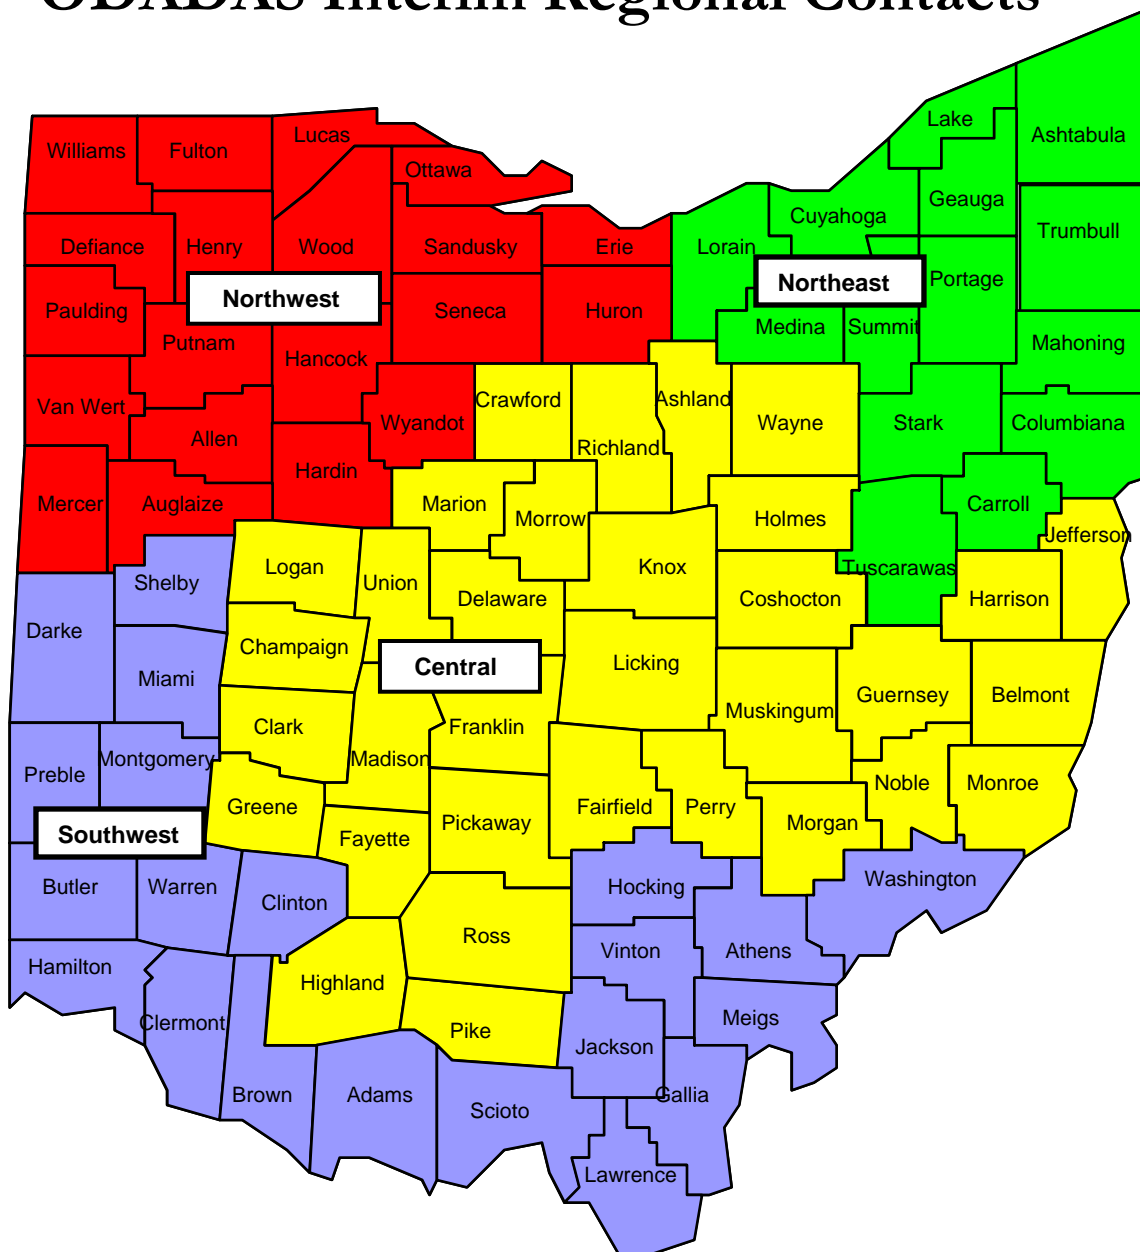 ODADAS Interim Regional Contacts
Lake
Ashtabula
Lucas
Williams
Fulton
Ottawa
Geauga
Cuyahoga
Trumbull
Defiance
Henry
Wood
Sandusky
Erie
Lorain
Northwest
Northeast
Portage
Paulding
Seneca
Huron
Medina
Summit
Putnam
Mahoning
Hancock
Van Wert
Crawford
Ashland
Allen
Wyandot
Richland
Wayne
Stark
Columbiana
Hardin
Mercer
Auglaize
Marion
Morrow
Holmes
Carroll
Jefferson
Shelby
Logan
Union
Knox
Tuscarawas
Delaware
Coshocton
Harrison
Darke
Champaign
Central
Licking
Miami
Guernsey
Belmont
Muskingum
Clark
Franklin
Preble
Montgomery
Madison
Noble
Monroe
Greene
Fairfield
Perry
Pickaway
Morgan
Southwest
Fayette
Butler
Warren
Clinton
Hocking
Washington
Ross
Vinton
Athens
Hamilton
Highland
Clermont
Pike
Meigs
Jackson
Brown
Adams
Scioto
Gallia
Lawrence